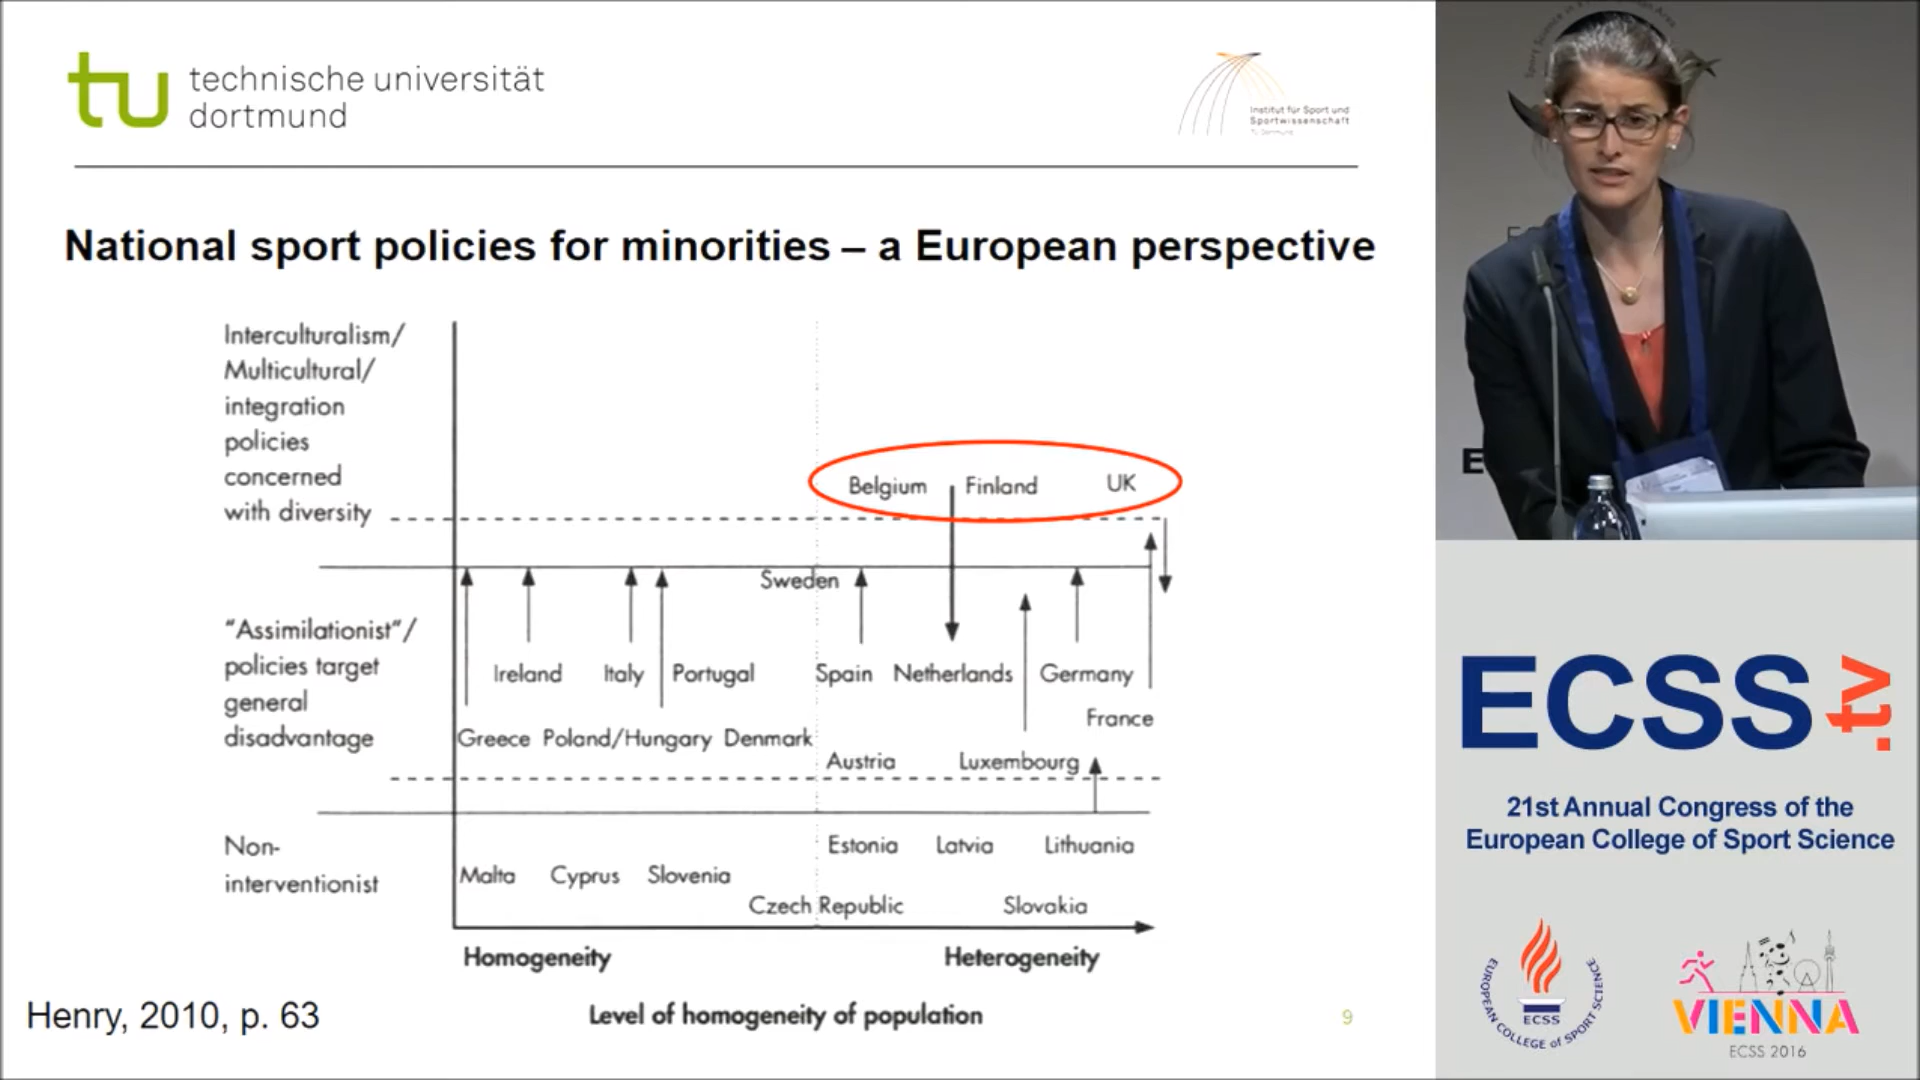 technische universität
dortmund
Institut für Sport und
Sportwissenschaft
TU Dortmund
National sport policies for minorities – a European perspective
Interculturalism/
Multicultural/
integration
policies
concerned
with diversity
Belgium Finland UK
Sweden
"Assimilationist"/
policies target
general
disadvantage
Ireland Italy Portugal Spain Netherlands Germany
France
Greece Poland/Hungary Denmark
Austria Luxembourg
Non-
interventionist
Estonia Latvia Lithuania
Malta Cyprus Slovenia
Czech Republic Slovakia
Homogeneity Heterogeneity
Level of homogeneity of population
Henry, 2010, p. 63
9
E
ECSS.tv
21st Annual Congress of the
European College of Sport Science
EUROPEAN COLLEGE of SPORT SCIENCE
ECSS
VIENNA
ECSS 2016